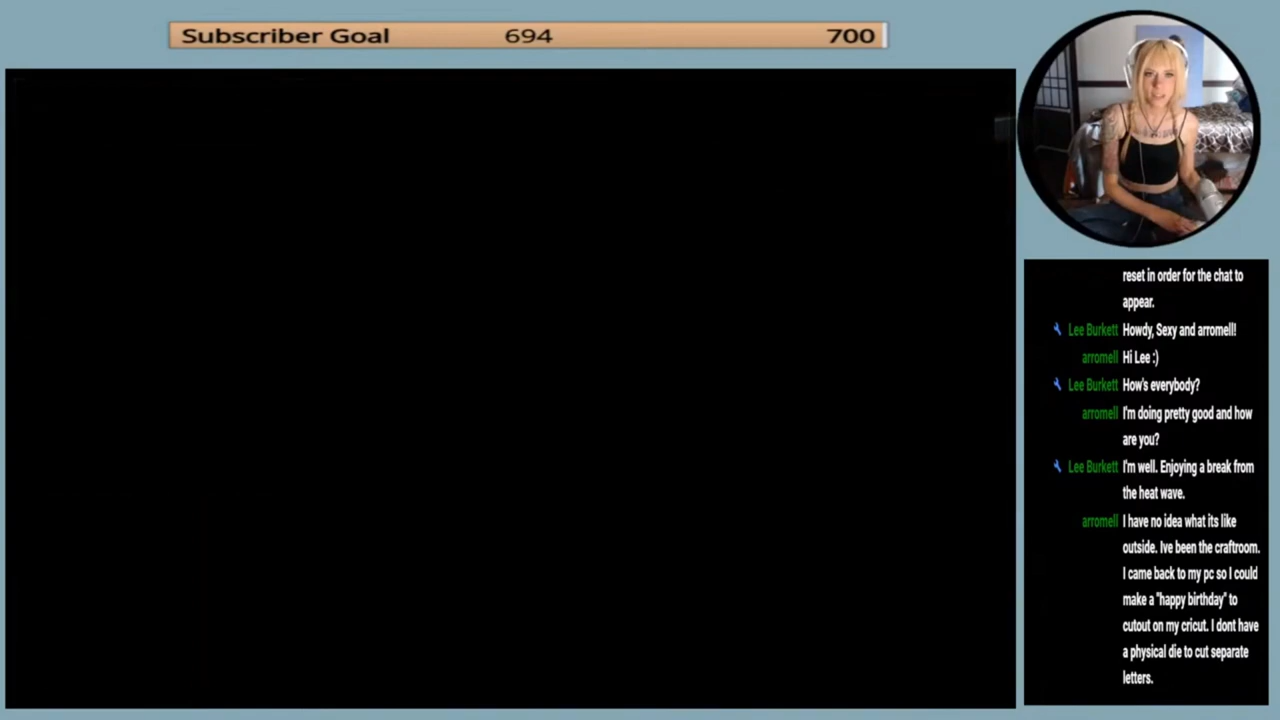 Subscriber Goal 694 700
reset in order for the chat to
appear.
Lee Burkett Howdy, Sexy and arromell!
arromell Hi Lee :)
Lee Burkett How's everybody?
arromell I'm doing pretty good and how
are you?
Lee Burkett I'm well. Enjoying a break from
the heat wave.
arromell I have no idea what its like
outside. Ive been the craftroom.
I came back to my pc so I could
make a "happy birthday" to
cutout on my cricut. I dont have
a physical die to cut separate
letters.